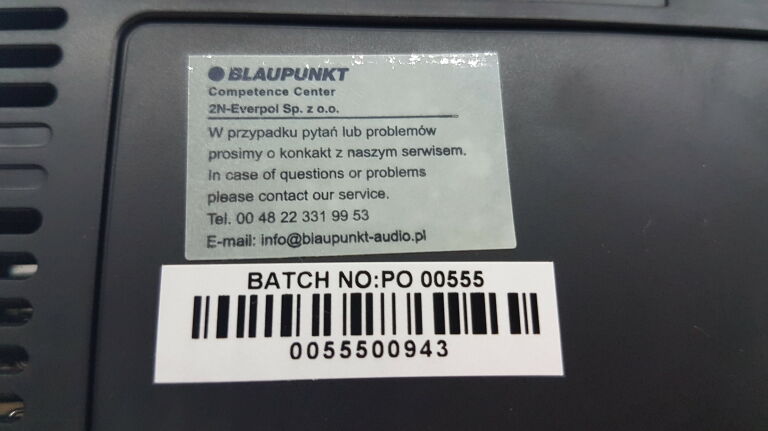 BLAUPUNKT
Competence Center
2N-Everpol Sp. z o.o.
W przypadku pytań lub problemów
prosimy o konkakt z naszym serwisem.
In case of questions or problems
please contact our service.
Tel. 00 48 22 331 99 53
E-mail: info@blaupunkt-audio.pl
BATCH NO:PO 00555
0055500943